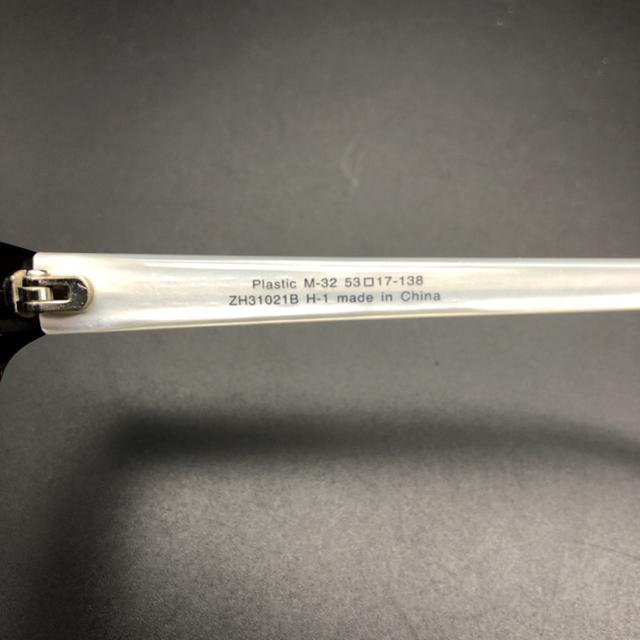 Plastic M-32 53□17-138
ZH31021B H-1 made in China